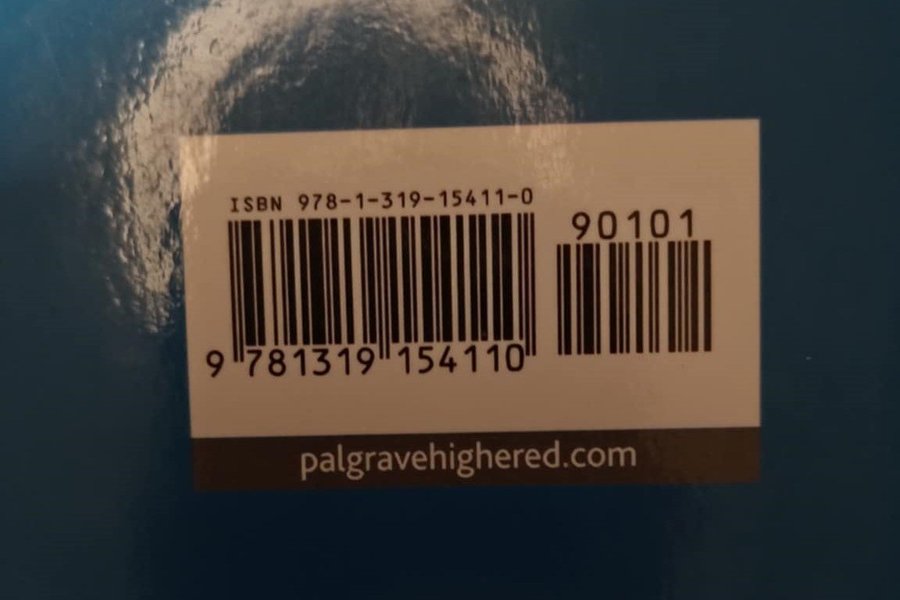 ISBN 978-1-319-15411-0
90101
9 781319 154110
palgravehighered.com